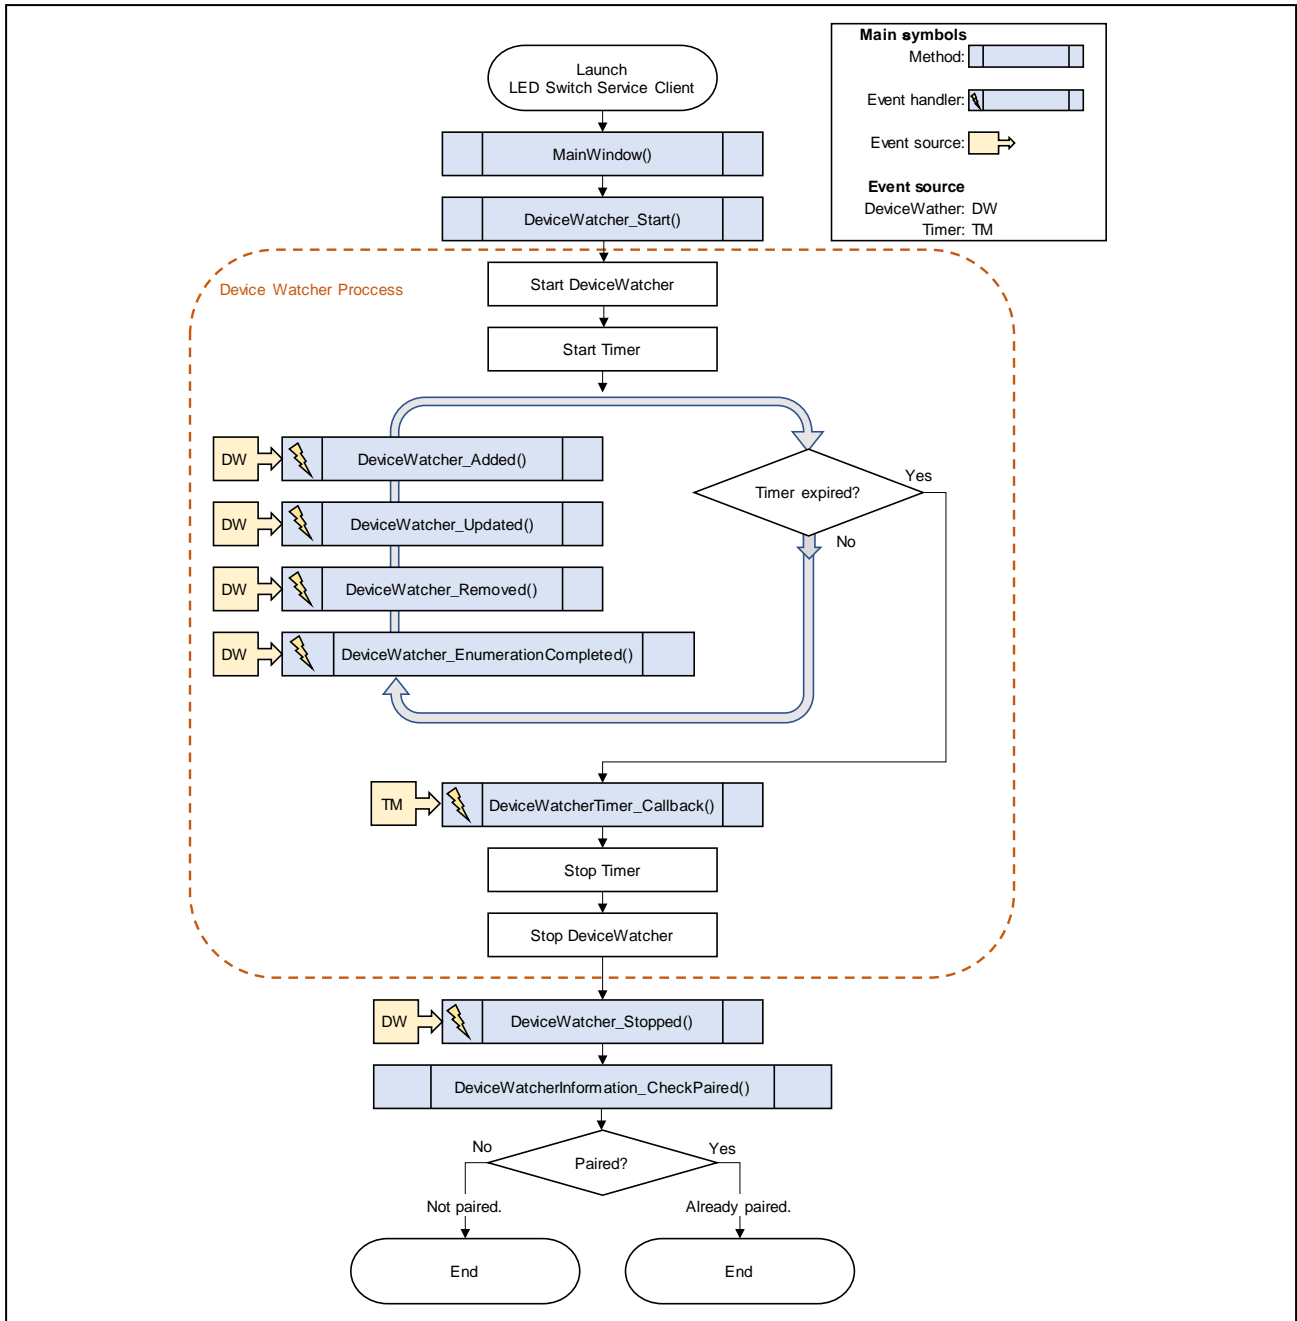 Launch
LED Switch Service Client
MainWindow()
DeviceWatcher_Start()
Main symbols
Method:
Event handler:
Event source:
Event source
DeviceWather: DW
Timer: TM
Device Watcher Proccess
Start DeviceWatcher
Start Timer
DW
DeviceWatcher_Added()
DW
DeviceWatcher_Updated()
DW
DeviceWatcher_Removed()
DW
DeviceWatcher_EnumerationCompleted()
Timer expired?
Yes
No
TM
DeviceWatcherTimer_Callback()
Stop Timer
Stop DeviceWatcher
DW
DeviceWatcher_Stopped()
DeviceWatcherInformation_CheckPaired()
No
Paired?
Yes
Not paired.
Already paired.
End
End